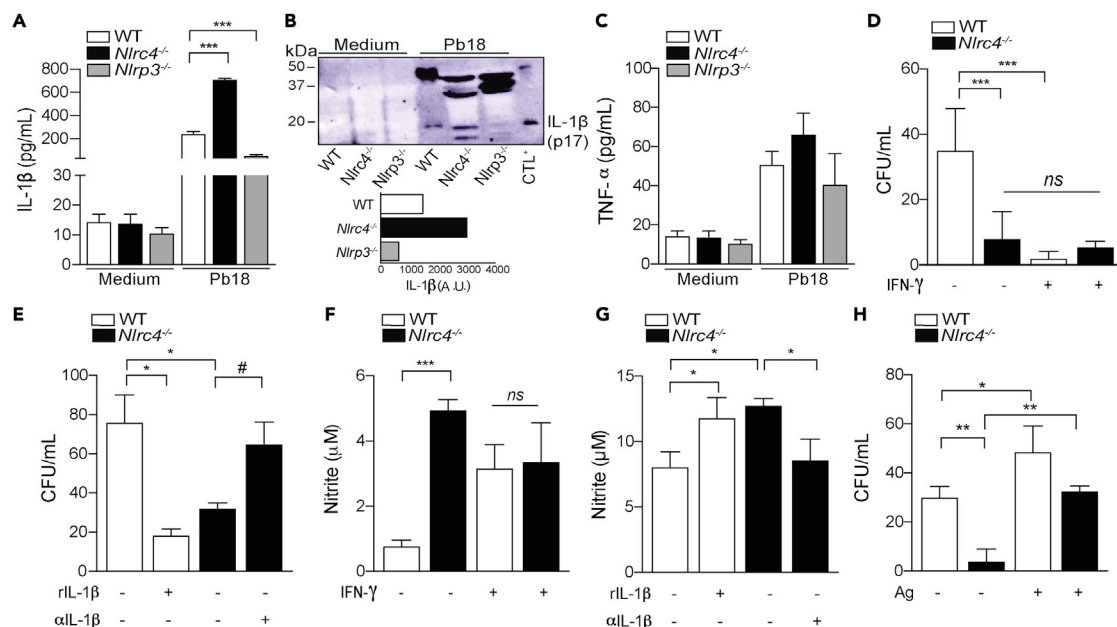 A
WT
Nlrc4-/-
Nlrp3-/-
***
***
IL-1β (pg/mL)
800
600
400
200
30
20
10
0
Medium
Pb18
B
kDa
Medium
Pb18
50
37
20
IL-1β
(p17)
WT
Nlrc4-/-
Nlrp3-/-
WT
Nlrc4-/-
Nlrp3-/-
CTL+
WT
Nlrc4-/-
Nlrp3-/-
0 1000 2000 3000 4000
IL-1β (A.U.)
C
WT
Nlrc4-/-
Nlrp3-/-
TNF-α (pg/mL)
100
80
60
40
20
0
Medium
Pb18
D
WT
Nlrc4-/-
***
***
ns
CFU/mL
60
40
20
0
IFN-γ - - + +
E
WT
Nlrc4-/-
*
*
#
CFU/mL
100
80
60
40
20
0
rIL-1β - + - -
αIL-1β - - - +
F
WT
Nlrc4-/-
***
ns
Nitrite (μM)
8
6
4
2
0
IFN-γ - - + +
G
WT
Nlrc4-/-
*
*
*
Nitrite (μM)
15
10
5
0
rIL-1β - + - -
αIL-1β - - - +
H
WT
Nlrc4-/-
*
**
**
CFU/mL
80
60
40
20
0
Ag - - + +